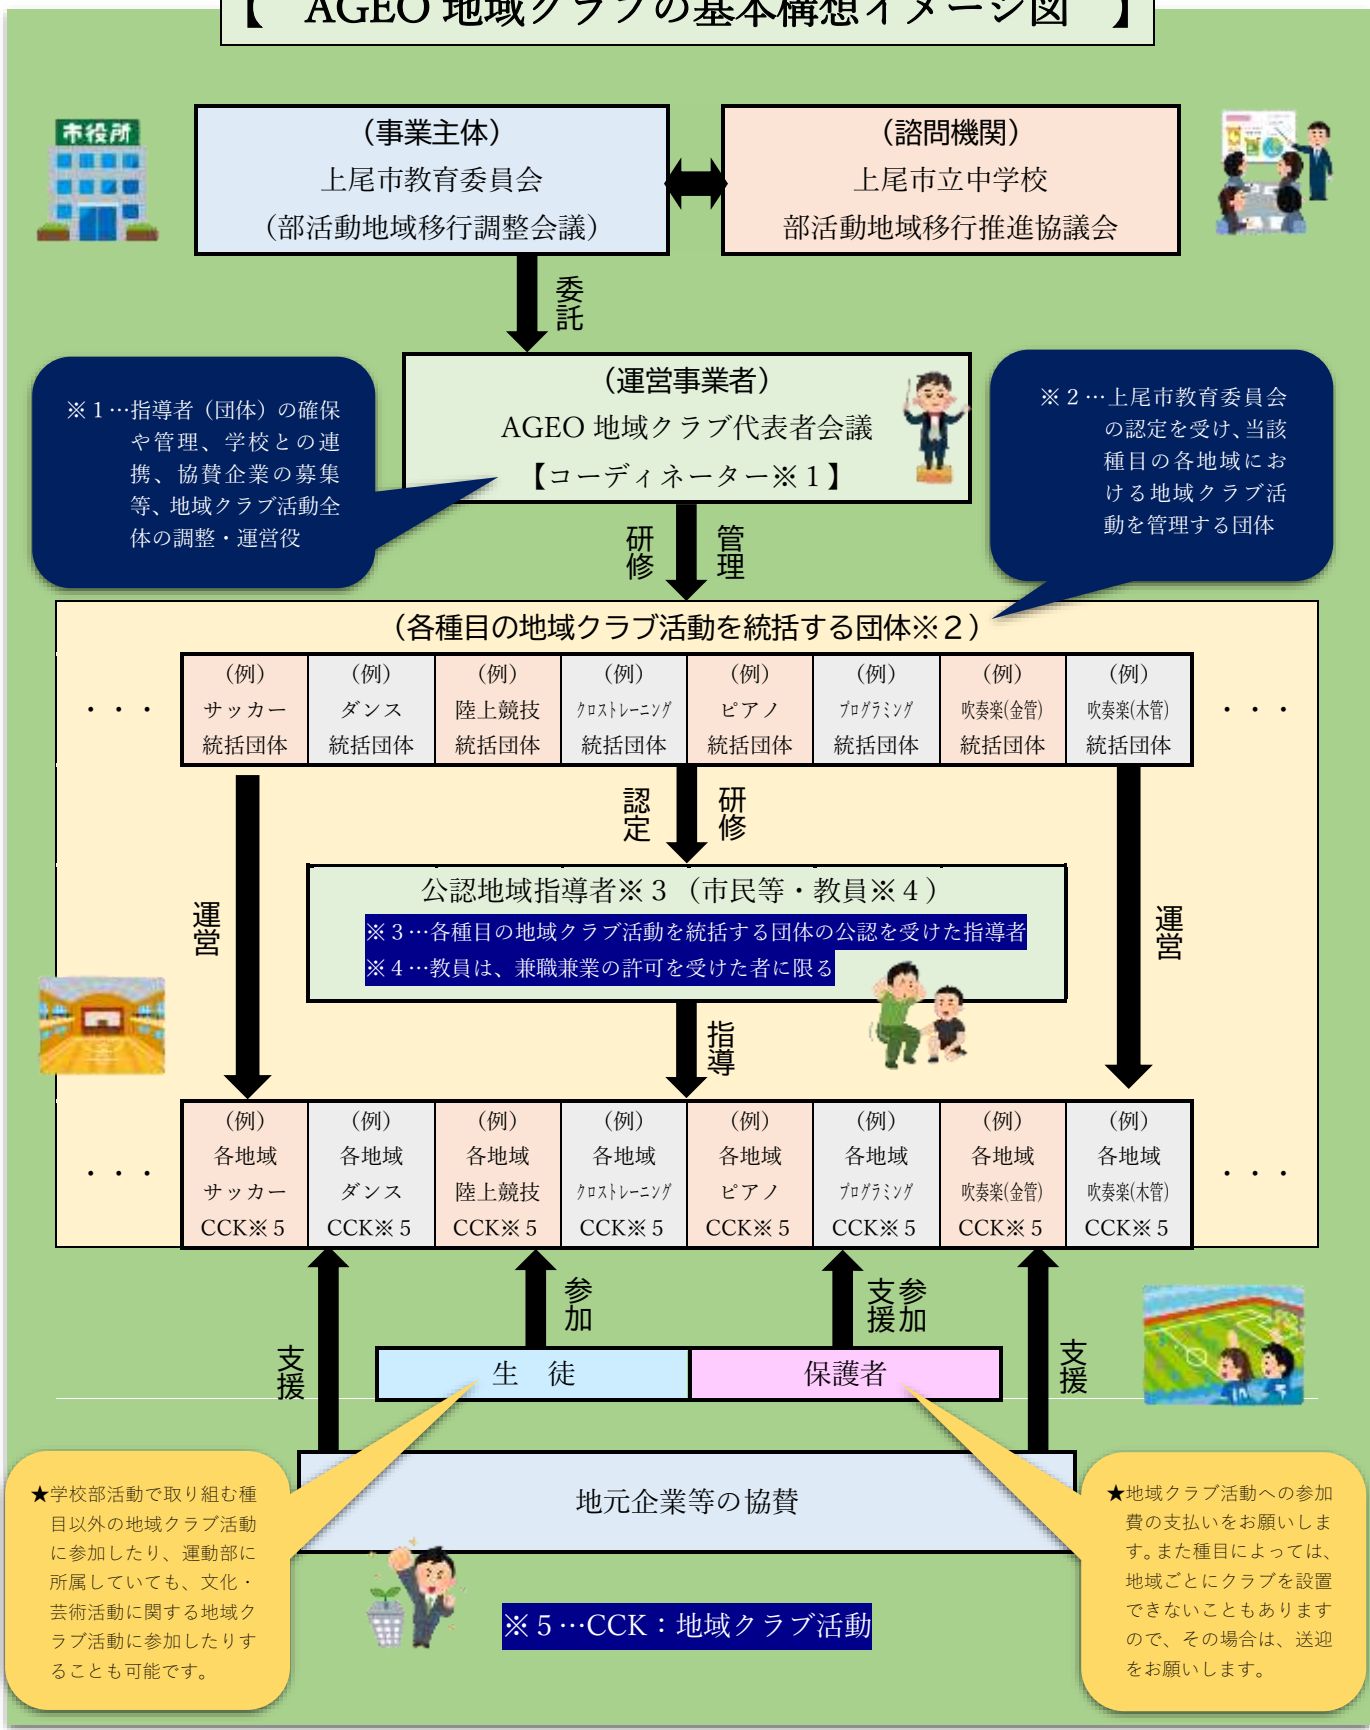 【　AGEO 地域クラブの基本構想イメージ図　】
市役所
（事業主体）
上尾市教育委員会
（部活動地域移行調整会議）
（諮問機関）
上尾市立中学校
部活動地域移行推進協議会
委託
（運営事業者）
AGEO 地域クラブ代表者会議
【コーディネーター※１】
※１…指導者（団体）の確保
や管理、学校との連
携、協賛企業の募集
等、地域クラブ活動全
体の調整・運営役
※２…上尾市教育委員会
の認定を受け、当該
種目の各地域にお
ける地域クラブ活
動を管理する団体
研修
管理
（各種目の地域クラブ活動を統括する団体※２）
・・・
（例）
サッカー
統括団体
（例）
ダンス
統括団体
（例）
陸上競技
統括団体
（例）
クロストレーニング
統括団体
（例）
ピアノ
統括団体
（例）
プログラミング
統括団体
（例）
吹奏楽(金管)
統括団体
（例）
吹奏楽(木管)
統括団体
・・・
認定
研修
運営
公認地域指導者※３（市民等・教員※４）
※３…各種目の地域クラブ活動を統括する団体の公認を受けた指導者
※４…教員は、兼職兼業の許可を受けた者に限る
運営
指導
・・・
（例）
各地域
サッカー
CCK※５
（例）
各地域
ダンス
CCK※５
（例）
各地域
陸上競技
CCK※５
（例）
各地域
クロストレーニング
CCK※５
（例）
各地域
ピアノ
CCK※５
（例）
各地域
プログラミング
CCK※５
（例）
各地域
吹奏楽(金管)
CCK※５
（例）
各地域
吹奏楽(木管)
CCK※５
・・・
支援
参加
参加
支援
支援
生　徒
保護者
地元企業等の協賛
★学校部活動で取り組む種
目以外の地域クラブ活動
に参加したり、運動部に
所属していても、文化・
芸術活動に関する地域ク
ラブ活動に参加したりす
ることも可能です。
★地域クラブ活動への参加
費の支払いをお願いしま
す。また種目によっては、
地域ごとにクラブを設置
できないこともあります
ので、その場合は、送迎
をお願いします。
※５…CCK：地域クラブ活動